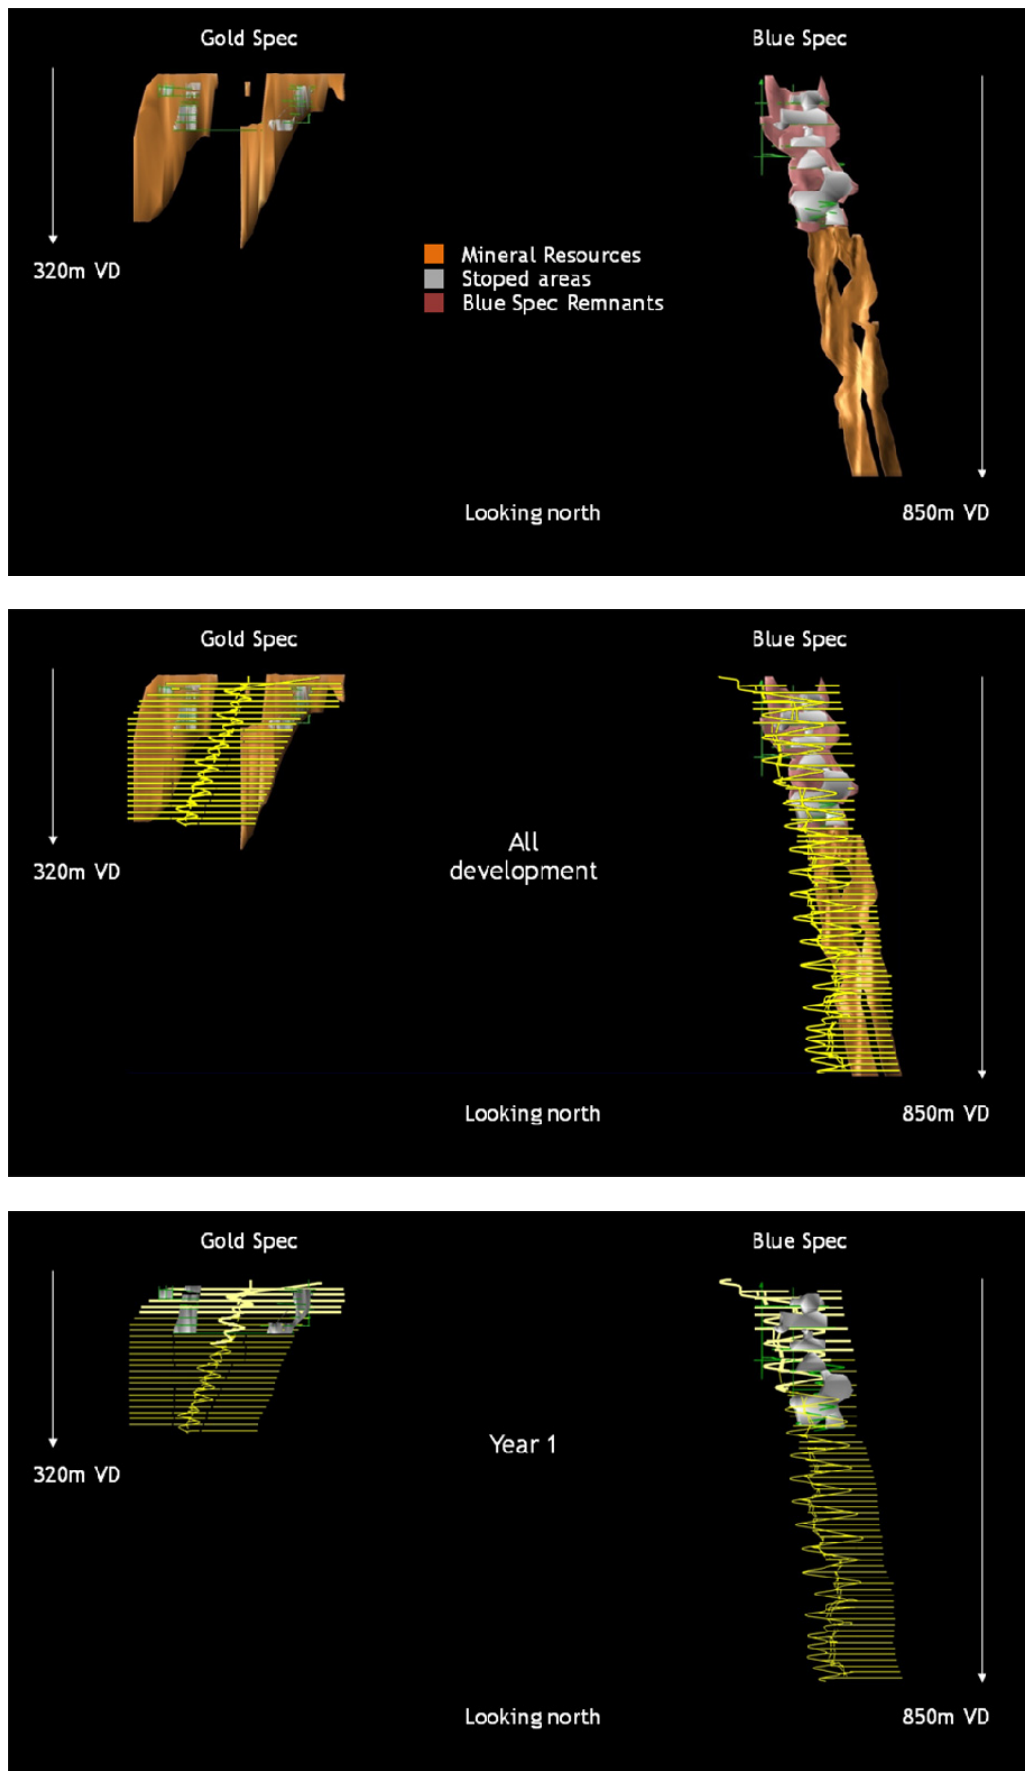 Gold Spec
Blue Spec
320m VD
Mineral Resources
Stoped areas
Blue Spec Remnants
Looking north
850m VD
Gold Spec
Blue Spec
All
development
320m VD
Looking north
850m VD
Gold Spec
Blue Spec
Year 1
320m VD
Looking north
850m VD